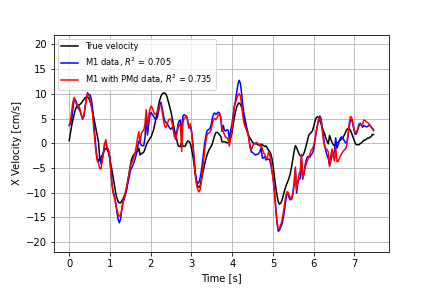 20
15
10
5
0
−5
−10
−15
−20
X Velocity [cm/s]
True velocity
M1 data, R² = 0.705
M1 with PMd data, R² = 0.735
0 1 2 3 4 5 6 7
Time [s]